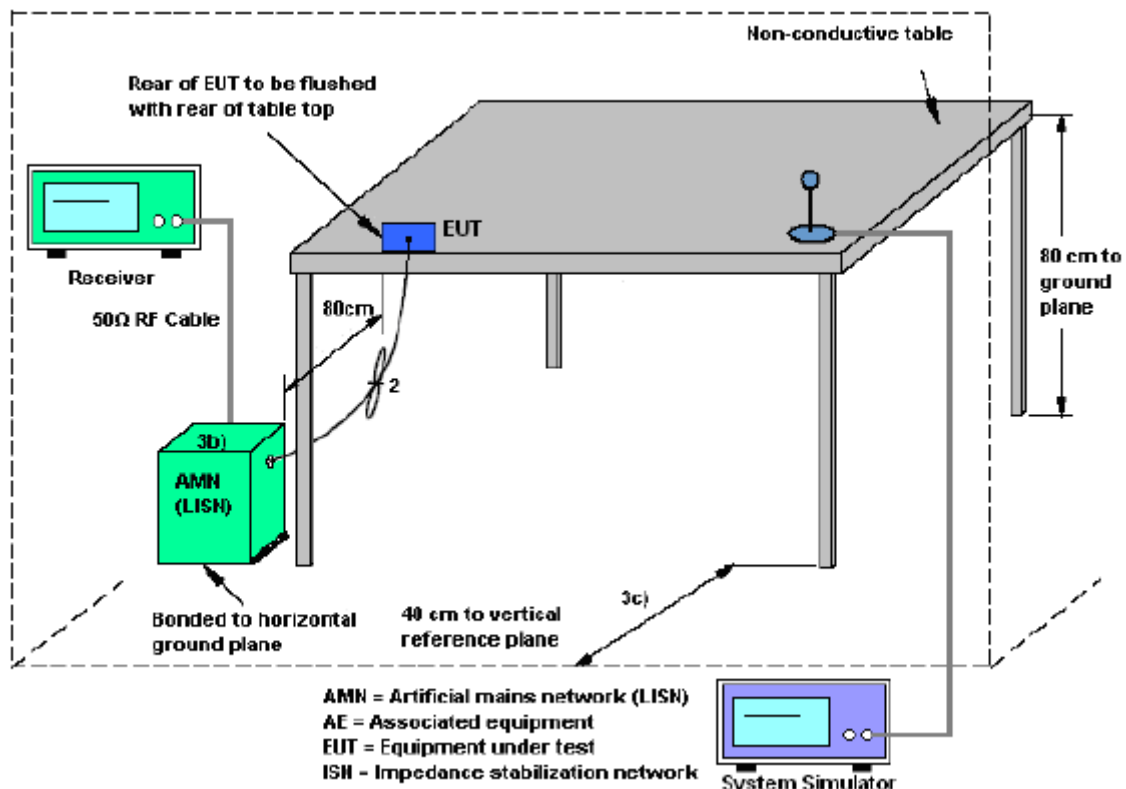 Non-conductive table
Rear of EUT to be flushed
with rear of table top
EUT
Receiver
80 cm to
ground
plane
80cm
50Ω RF Cable
2
3b)
AMN
(LISN)
3c)
Bonded to horizontal
ground plane
40 cm to vertical
reference plane
AMN = Artificial mains network (LISN)
AE = Associated equipment
EUT = Equipment under test
ISN = Impedance stabilization network
System Simulator